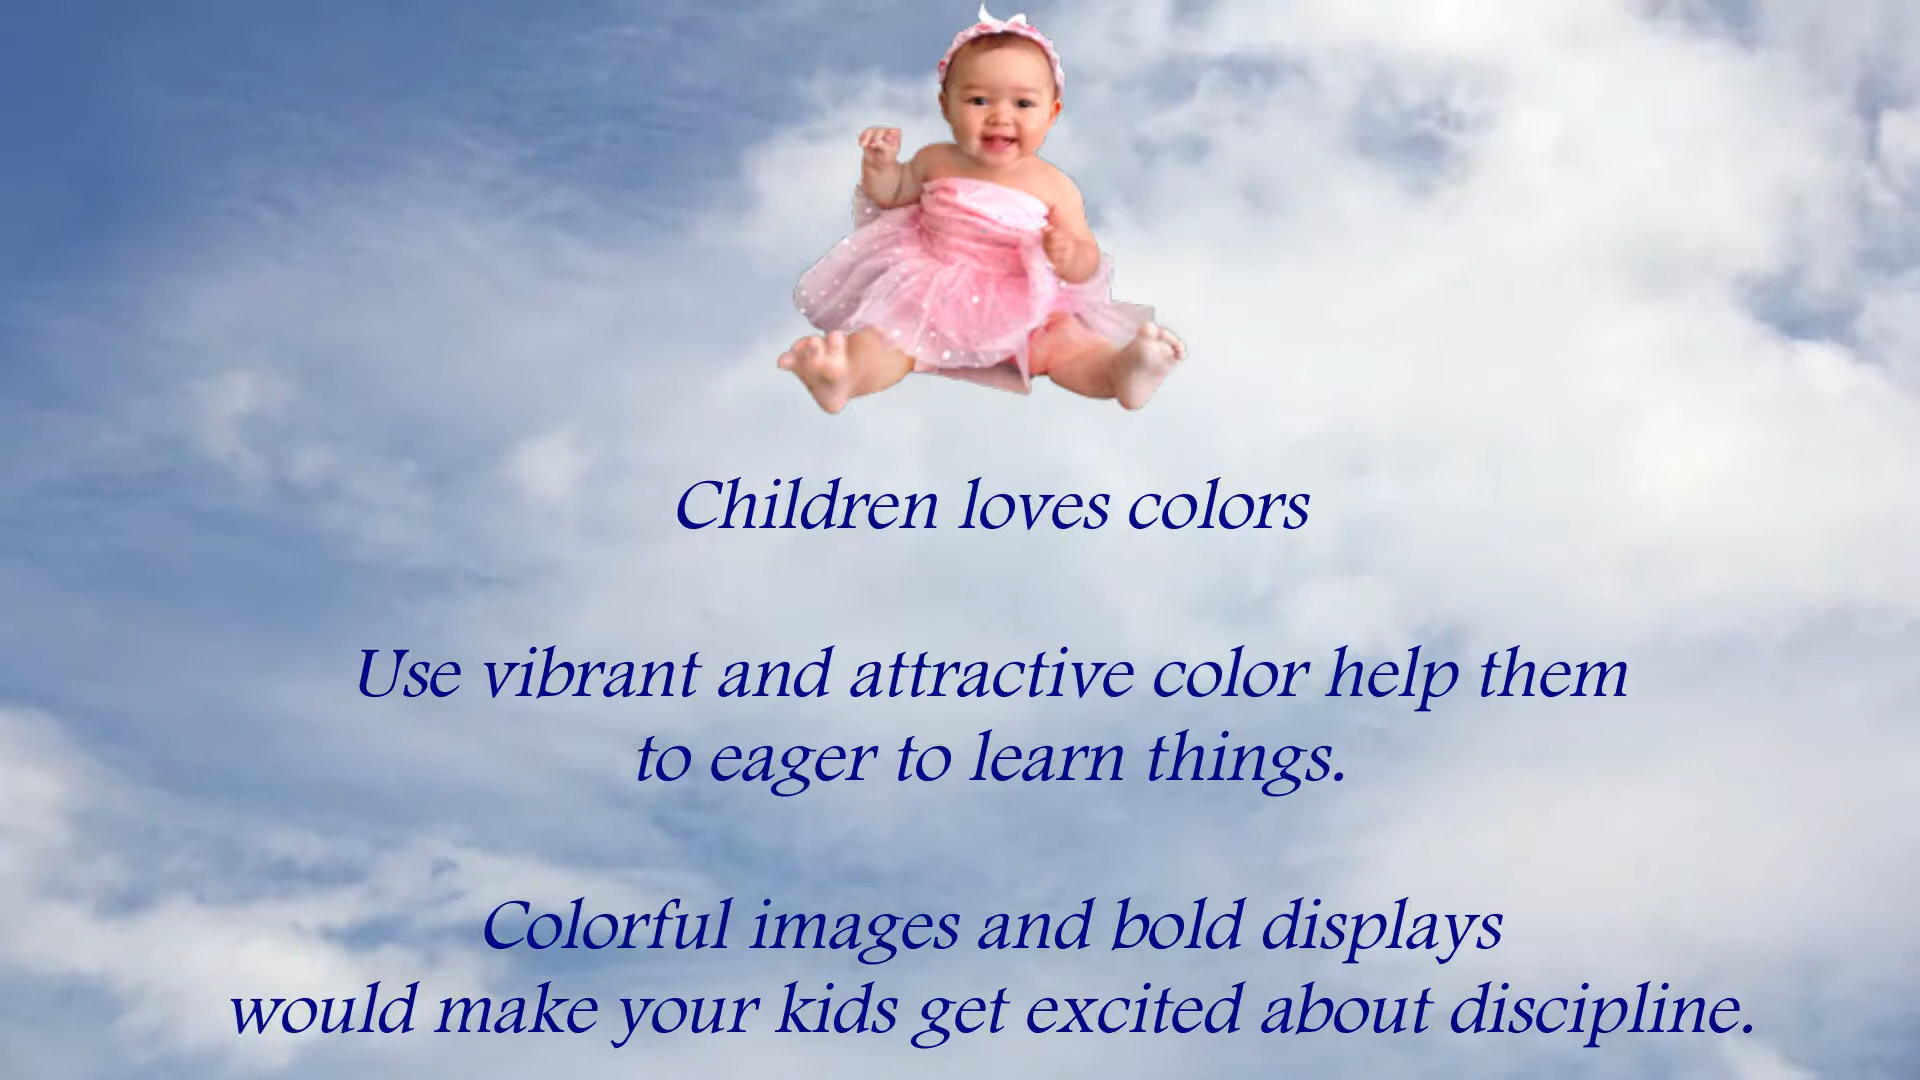 Children loves colors
Use vibrant and attractive color help them
to eager to learn things.
Colorful images and bold displays
would make your kids get excited about discipline.